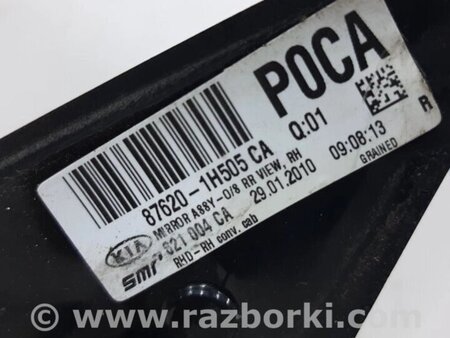 POCA
87620-1H505 CA Q:01
MIRROR ASSY-O/S RR VIEW, RH
KIA 621 004 CA 29.01.2010 09:08:13
smr RHD-RH conv. cab GRAINED R
© www.razborki.com